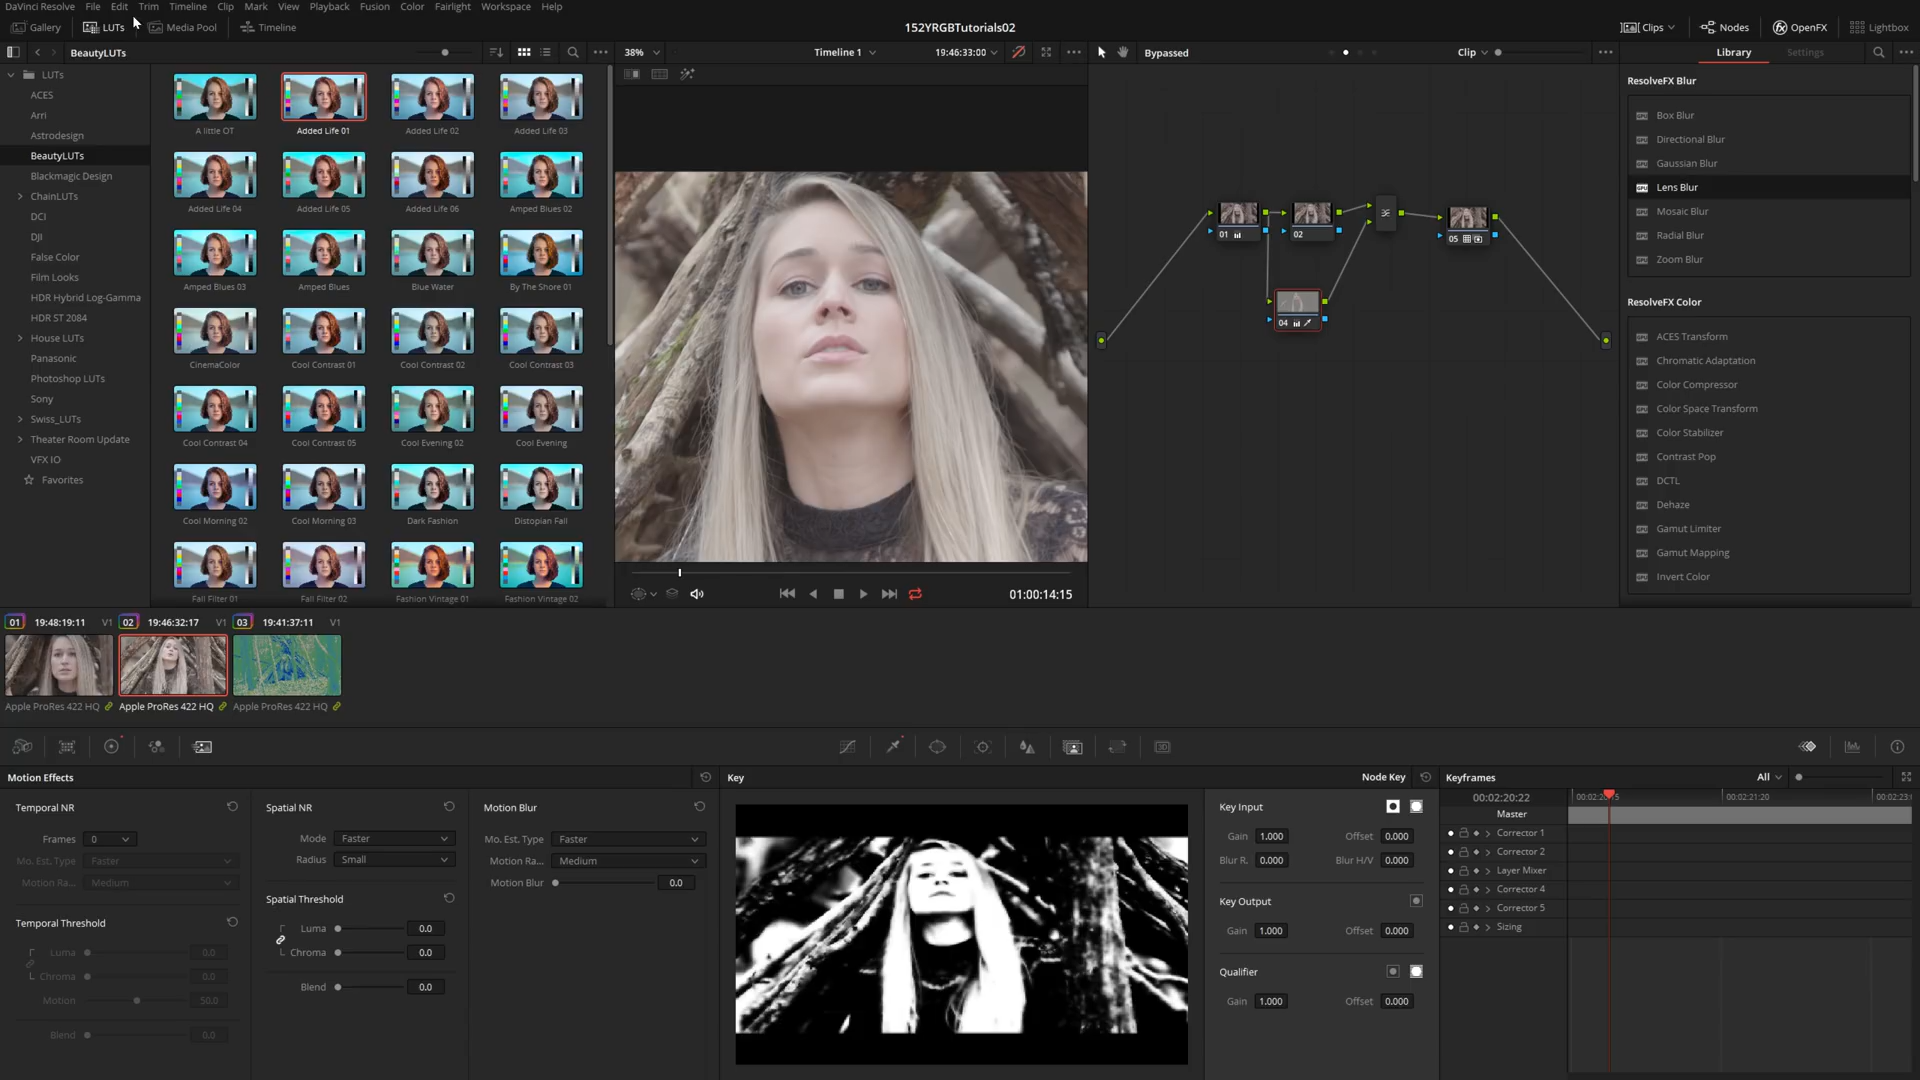 DaVinci Resolve File Edit Trim Timeline Clip Mark View Playback Fusion Color Fairlight Workspace Help
Gallery LUTs Media Pool Timeline 152YRGBTutorials02 Clips Nodes OpenFX Lightbox
BeautyLUTs 38% Timeline 1 19:46:33:00 Bypassed Clip Library Settings
LUTs
ACES
Arri
Astrodesign
BeautyLUTs
Blackmagic Design
ChainLUTs
DCI
DJI
False Color
Film Looks
HDR Hybrid Log-Gamma
HDR ST 2084
House LUTs
Panasonic
Photoshop LUTs
Sony
Swiss_LUTs
Theater Room Update
VFX IO
Favorites
A little OT Added Life 01 Added Life 02 Added Life 03
Added Life 04 Added Life 05 Added Life 06 Amped Blues 02
Amped Blues 03 Amped Blues Blue Water By The Shore 01
CinemaColor Cool Contrast 01 Cool Contrast 02 Cool Contrast 03
Cool Contrast 04 Cool Contrast 05 Cool Evening 02 Cool Evening
Cool Morning 02 Cool Morning 03 Dark Fashion Distopian Fall
Fall Filter 01 Fall Filter 02 Fashion Vintage 01 Fashion Vintage 02
01:00:14:15
01 02 05
04
ResolveFX Blur
Box Blur
Directional Blur
Gaussian Blur
Lens Blur
Mosaic Blur
Radial Blur
Zoom Blur
ResolveFX Color
ACES Transform
Chromatic Adaptation
Color Compressor
Color Space Transform
Color Stabilizer
Contrast Pop
DCTL
Dehaze
Gamut Limiter
Gamut Mapping
Invert Color
01 19:48:19:11 V1 02 19:46:32:17 V1 03 19:41:37:11 V1
Apple ProRes 422 HQ Apple ProRes 422 HQ Apple ProRes 422 HQ
3D
Motion Effects
Temporal NR
Frames 0
Mo. Est. Type Faster
Motion Ra... Medium
Temporal Threshold
Luma 0.0
Chroma 0.0
Motion 50.0
Blend 0.0
Spatial NR
Mode Faster
Radius Small
Spatial Threshold
Luma 0.0
Chroma 0.0
Blend 0.0
Motion Blur
Mo. Est. Type Faster
Motion Ra... Medium
Motion Blur 0.0
Key Node Key
Key Input
Gain 1.000 Offset 0.000
Blur R. 0.000 Blur H/V 0.000
Key Output
Gain 1.000 Offset 0.000
Qualifier
Gain 1.000 Offset 0.000
Keyframes All
00:02:20:22 00:02:21:20
Master
Corrector 1
Corrector 2
Layer Mixer
Corrector 4
Corrector 5
Sizing